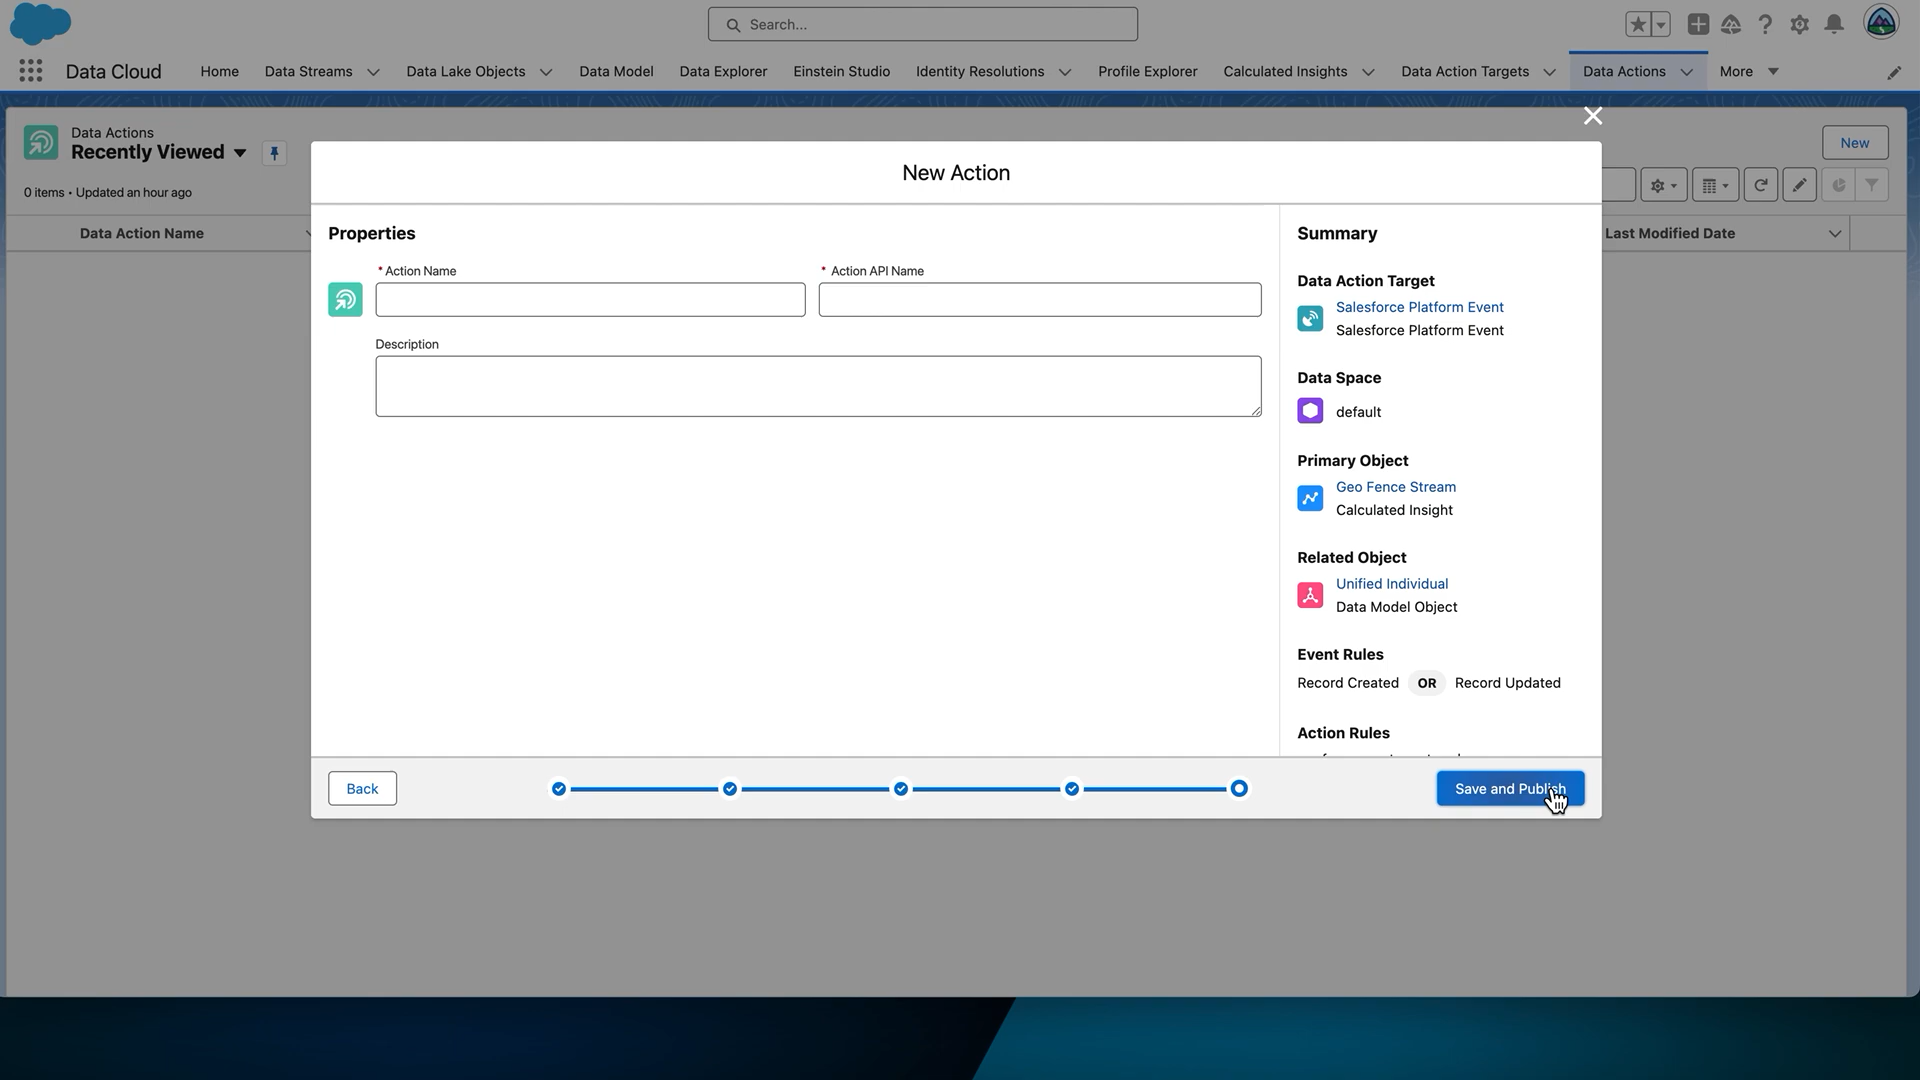 Search...
Data Cloud
Home
Data Streams
Data Lake Objects
Data Model
Data Explorer
Einstein Studio
Identity Resolutions
Profile Explorer
Calculated Insights
Data Action Targets
Data Actions
More
Data Actions
Recently Viewed
New
0 items • Updated an hour ago
Data Action Name
Last Modified Date
New Action
Properties
* Action Name
* Action API Name
Description
Summary
Data Action Target
Salesforce Platform Event
Salesforce Platform Event
Data Space
default
Primary Object
Geo Fence Stream
Calculated Insight
Related Object
Unified Individual
Data Model Object
Event Rules
Record Created OR Record Updated
Action Rules
Back
Save and Publish